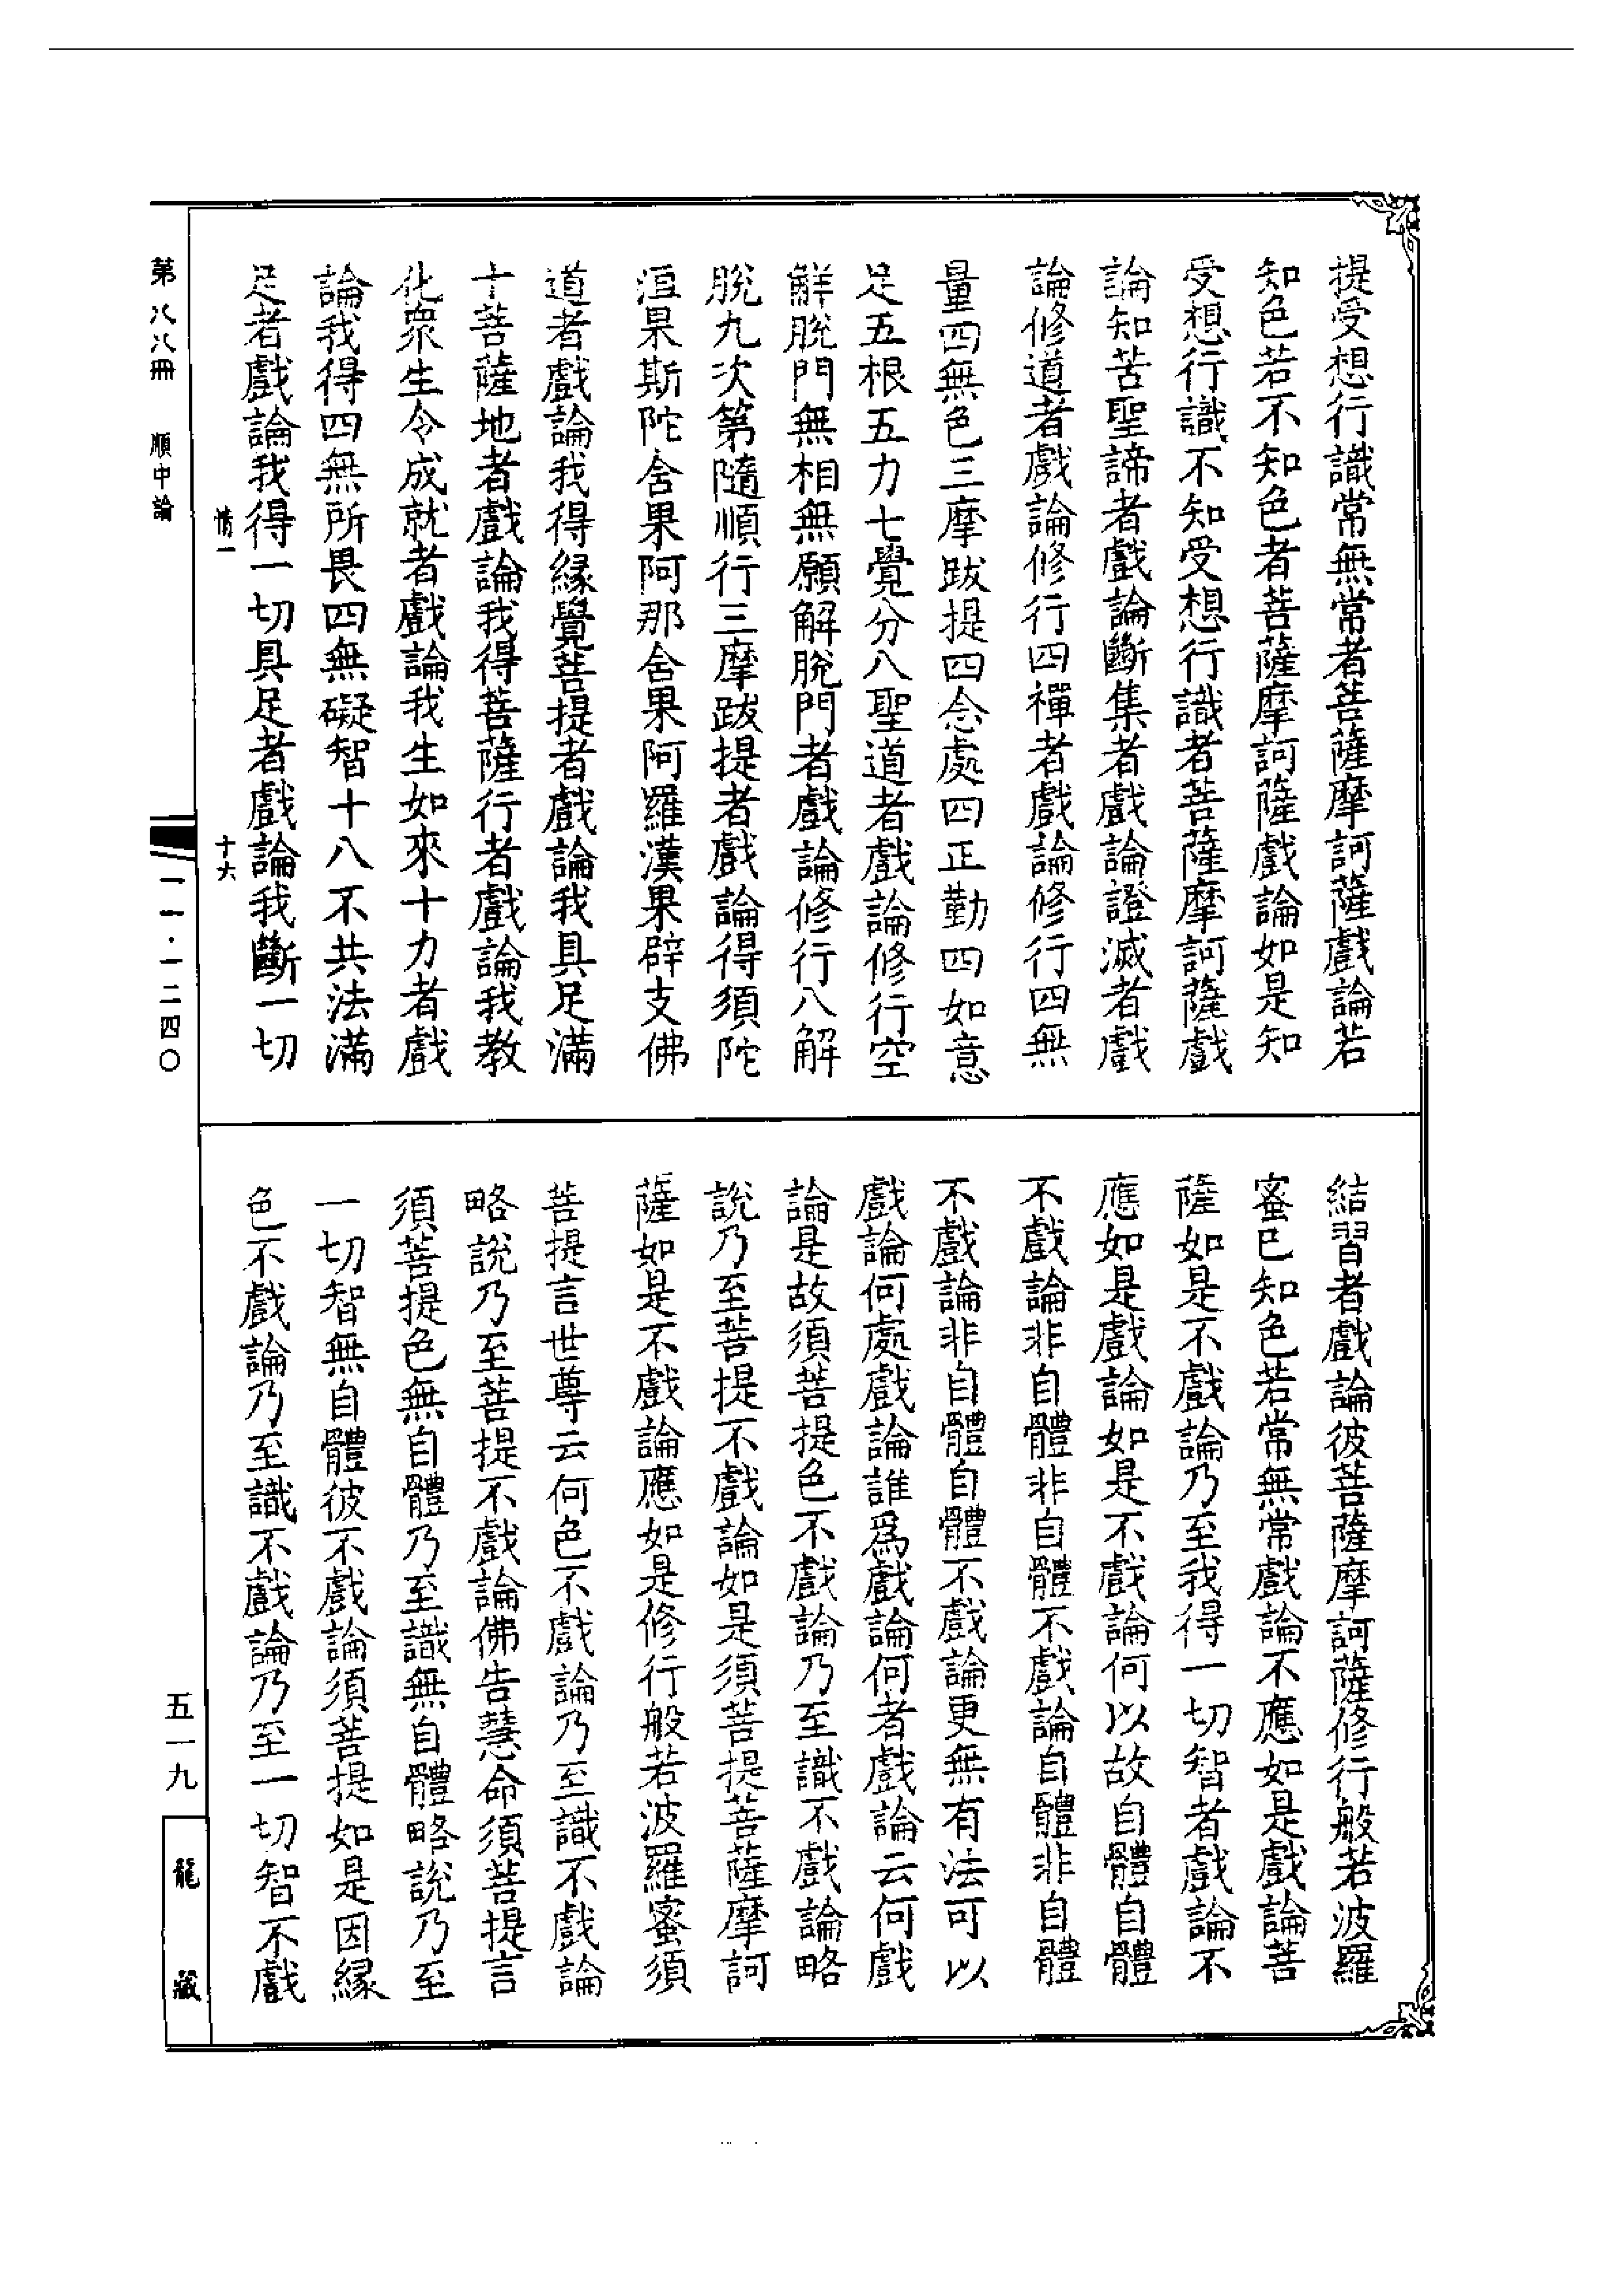 提受想行識常無常者菩薩摩訶薩戲論若
知色若不知色者菩薩摩訶薩戲論如是知
受想行識不知受想行識者菩薩摩訶薩戲
論知苦聖諦者戲論斷集者戲論證滅者戲
論修道者戲論修行四禪者戲論修行四無
量四無色三摩跋提四念處四正勤四如意
足五根五力七覺分八聖道者戲論修行空
解脫門無相無願解脫門者戲論修行八解
脫九次第隨順行三摩跋提者戲論得須陀
洹果斯陀含果阿那含果阿羅漢果辟支佛
道者戲論我得緣覺菩提者戲論我具足滿
十菩薩地者戲論我得菩薩行者戲論我教
化衆生令成就者戲論我生如來十力者戲
論我得四無所畏四無礙智十八不共法滿
足者戲論我得一切具足者戲論我斷一切
結習者戲論彼菩薩摩訶薩修行般若波羅
蜜已知色若常無常戲論不應如是戲論菩
薩如是不戲論乃至我得一切智者戲論不
應如是戲論如是不戲論何以故自體自體
不戲論非自體非自體不戲論自體非自體
不戲論非自體自體不戲論更無有法可以
戲論何處戲論誰爲戲論何者戲論云何戲
論是故須菩提色不戲論乃至識不戲論略
說乃至菩提不戲論如是須菩提菩薩摩訶
薩如是不戲論應如是修行般若波羅蜜須
菩提言世尊云何色不戲論乃至識不戲論
略說乃至菩提不戲論佛告慧命須菩提言
須菩提色無自體乃至識無自體略說乃至
一切智無自體彼不戲論須菩提如是因緣
色不戲論乃至識不戲論乃至一切智不戲
情一 十六
第八八冊 順中論 一一·一二四〇 五一九 龍藏